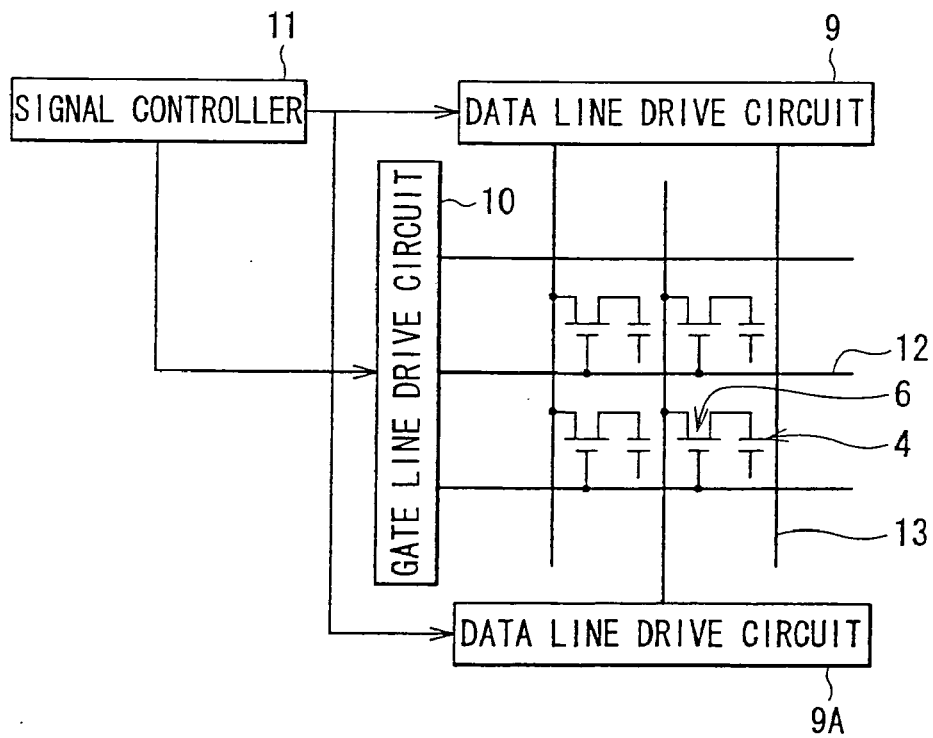 11
9
SIGNAL CONTROLLER
DATA LINE DRIVE CIRCUIT
GATE LINE DRIVE CIRCUIT
10
12
6
4
13
DATA LINE DRIVE CIRCUIT
9A